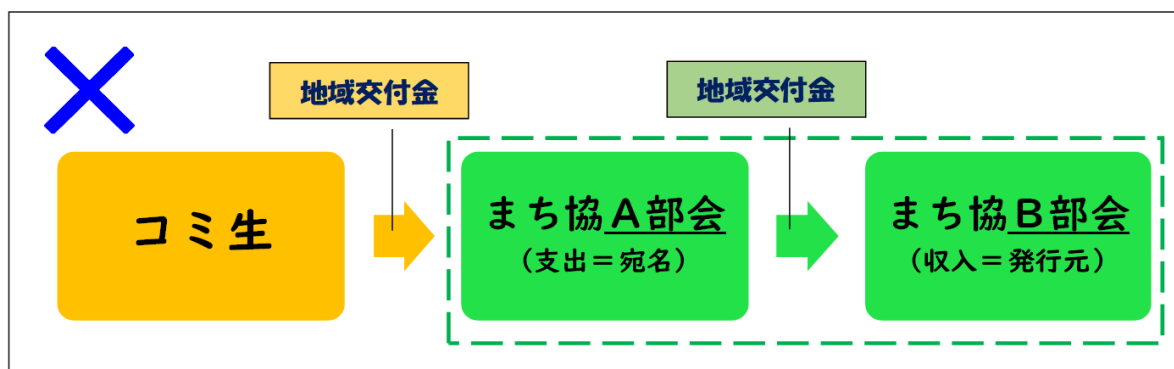 地域交付金
地域交付金
コミ生
まち協A部会
（支出＝宛名）
まち協B部会
（収入＝発行元）